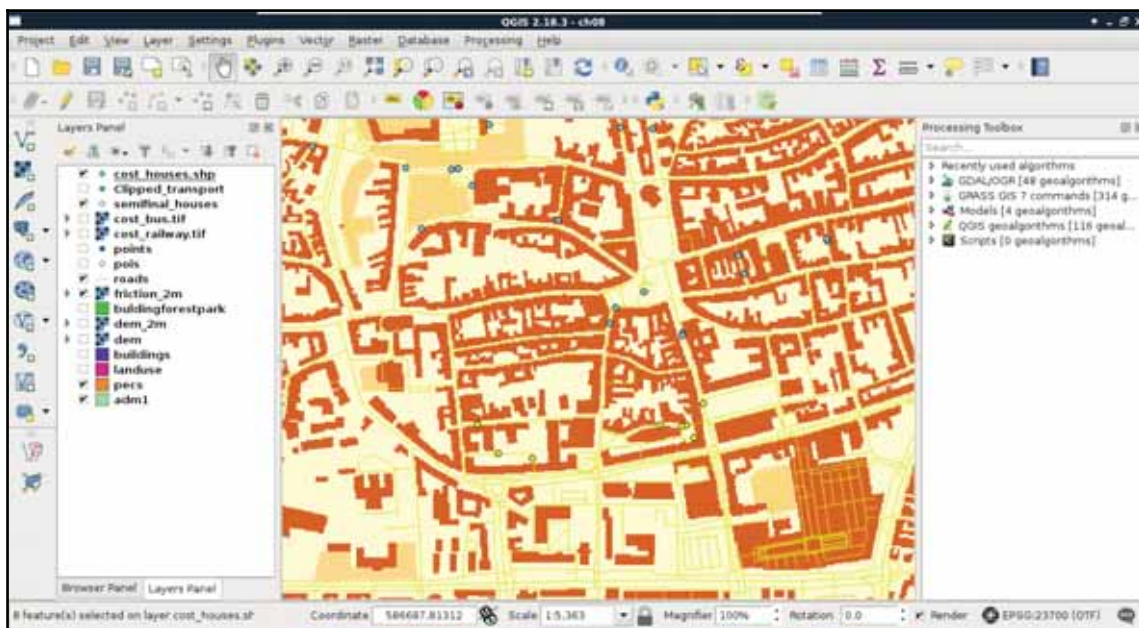 QGIS 2.18.3 - ch08
Project Edit View Layer Settings Plugins Vector Raster Database Processing Help
Layers Panel
cost_houses.shp
Clipped_transport
semifinal_houses
cost_bus.tif
cost_railway.tif
points
pois
roads
friction_2m
buldingforestpark
dem_2m
dem
buildings
landuse
pecs
adm1
Browser Panel Layers Panel
Processing Toolbox
Search...
Recently used algorithms
GDAL/OGR [48 geoalgorithms]
GRASS GIS 7 commands [314 g...
Models [4 geoalgorithms]
QGIS geoalgorithms [116 geoal...
Scripts [0 geoalgorithms]
8 feature(s) selected on layer cost_houses.sh Coordinate 586687,81312 Scale 1:5,363 Magnifier 100% Rotation 0.0 Render EPSG:23700 (OTF)